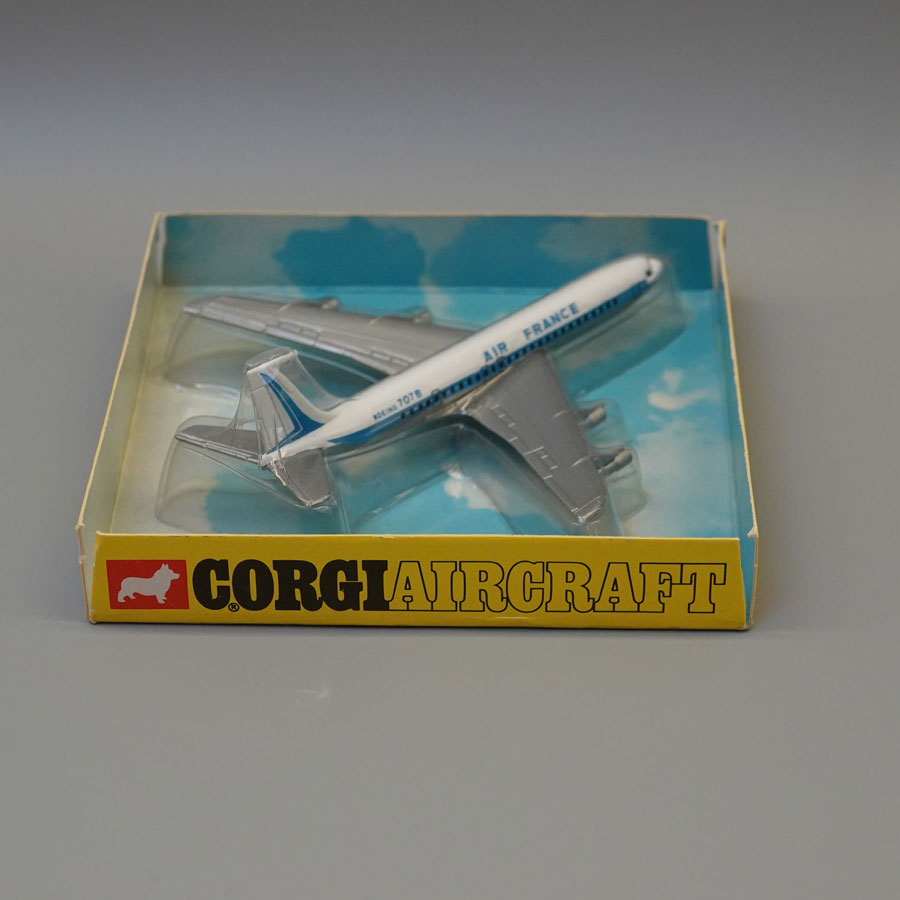 AIR FRANCE
BOEING 707B
CORGI AIRCRAFT
®